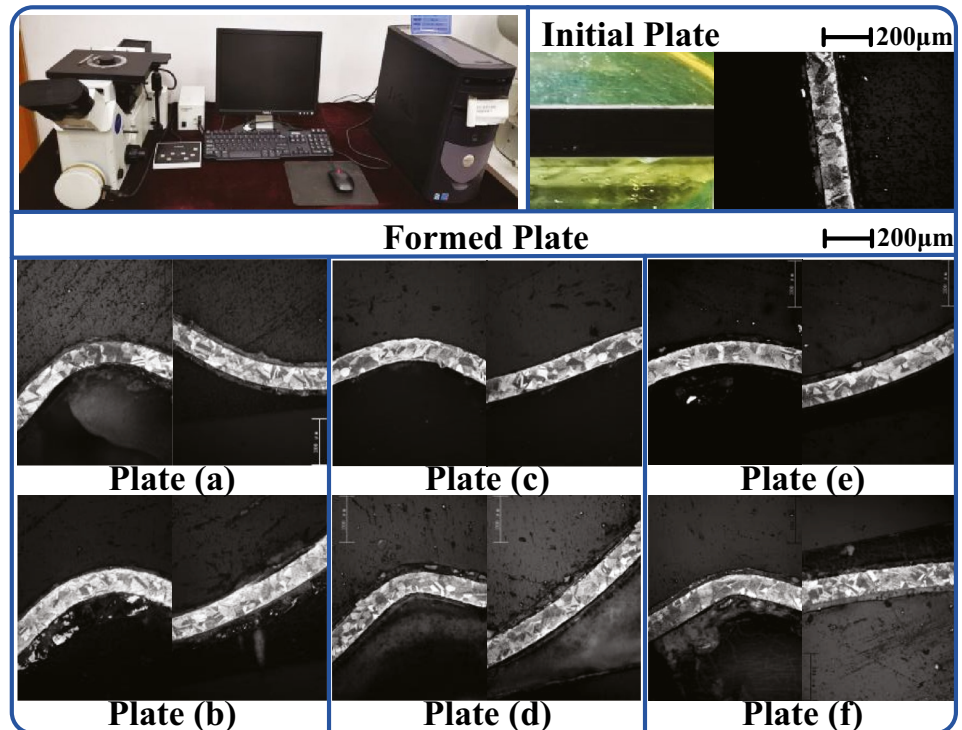 Initial Plate
200μm
Formed Plate
200μm
Plate (a)
Plate (c)
Plate (e)
Plate (b)
Plate (d)
Plate (f)